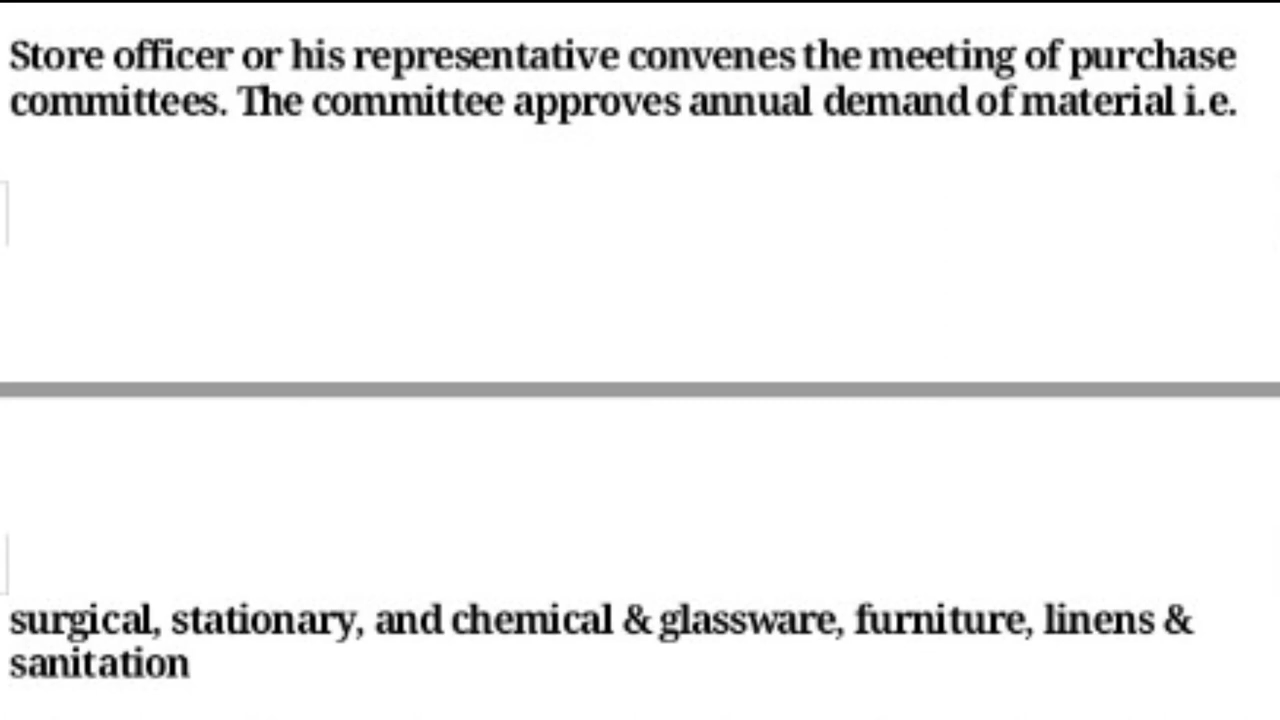 Store officer or his representative convenes the meeting of purchase
committees. The committee approves annual demand of material i.e.
surgical, stationary, and chemical & glassware, furniture, linens &
sanitation